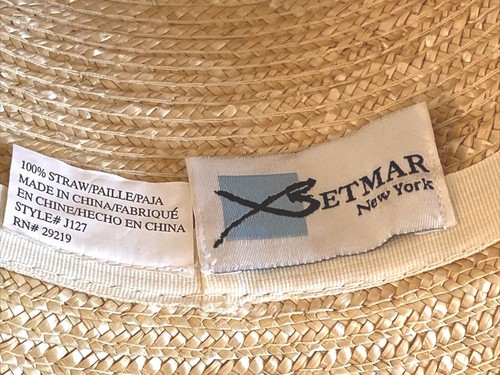 100% STRAW/PAILLE/PAJA
MADE IN CHINA/FABRIQUÉ
EN CHINE/HECHO EN CHINA
STYLE# J127
RN# 29219
SETMAR
New York